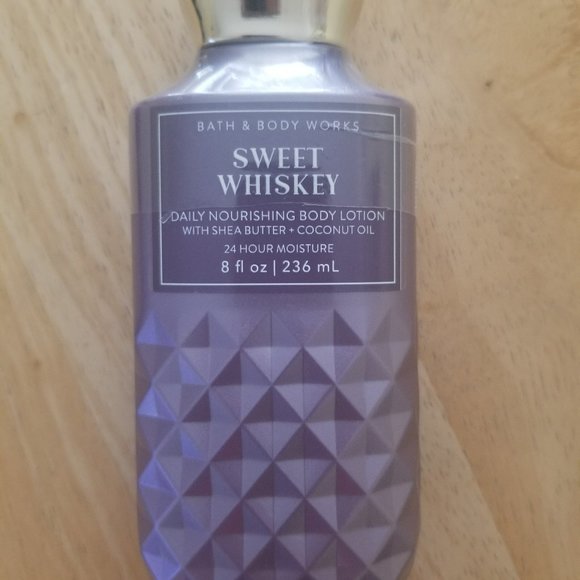 BATH & BODY WORKS
SWEET
WHISKEY
DAILY NOURISHING BODY LOTION
WITH SHEA BUTTER + COCONUT OIL
24 HOUR MOISTURE
8 fl oz | 236 mL